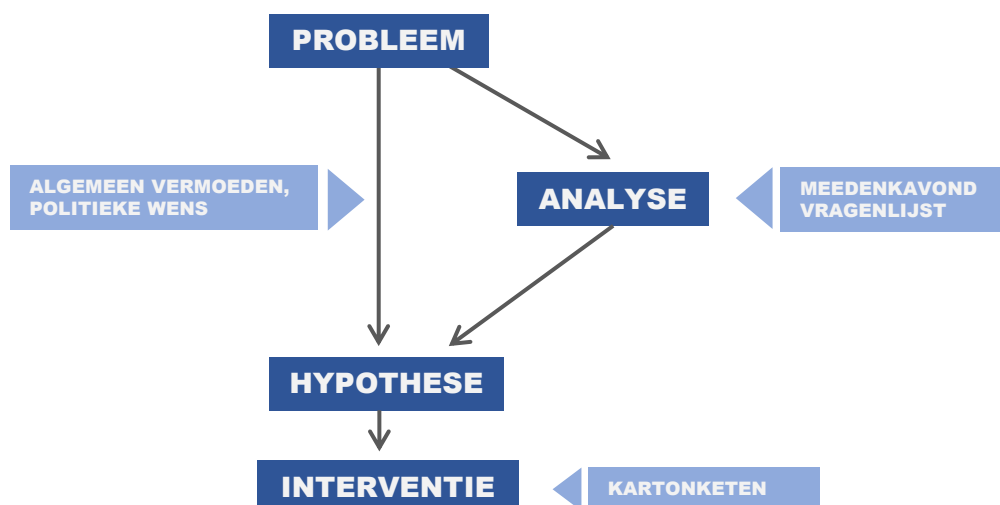 PROBLEEM
ALGEMEEN VERMOEDEN,
POLITIEKE WENS
ANALYSE
MEEDENKAVOND
VRAGENLIJST
HYPOTHESE
INTERVENTIE
KARTONKETEN